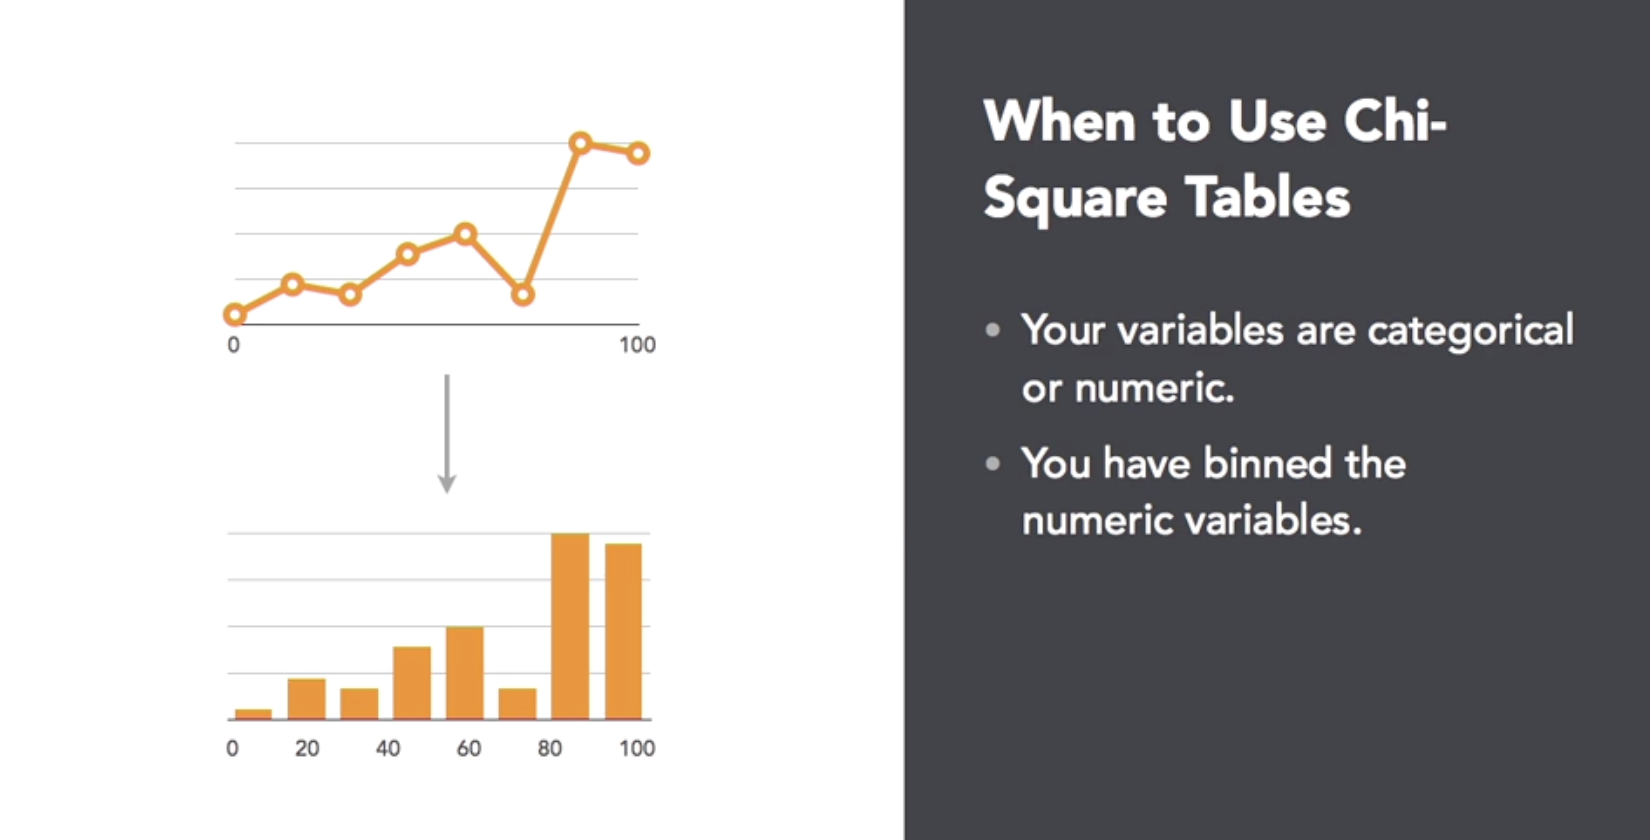 When to Use Chi-
Square Tables
Your variables are categorical
or numeric.
You have binned the
numeric variables.
0 100
0 20 40 60 80 100